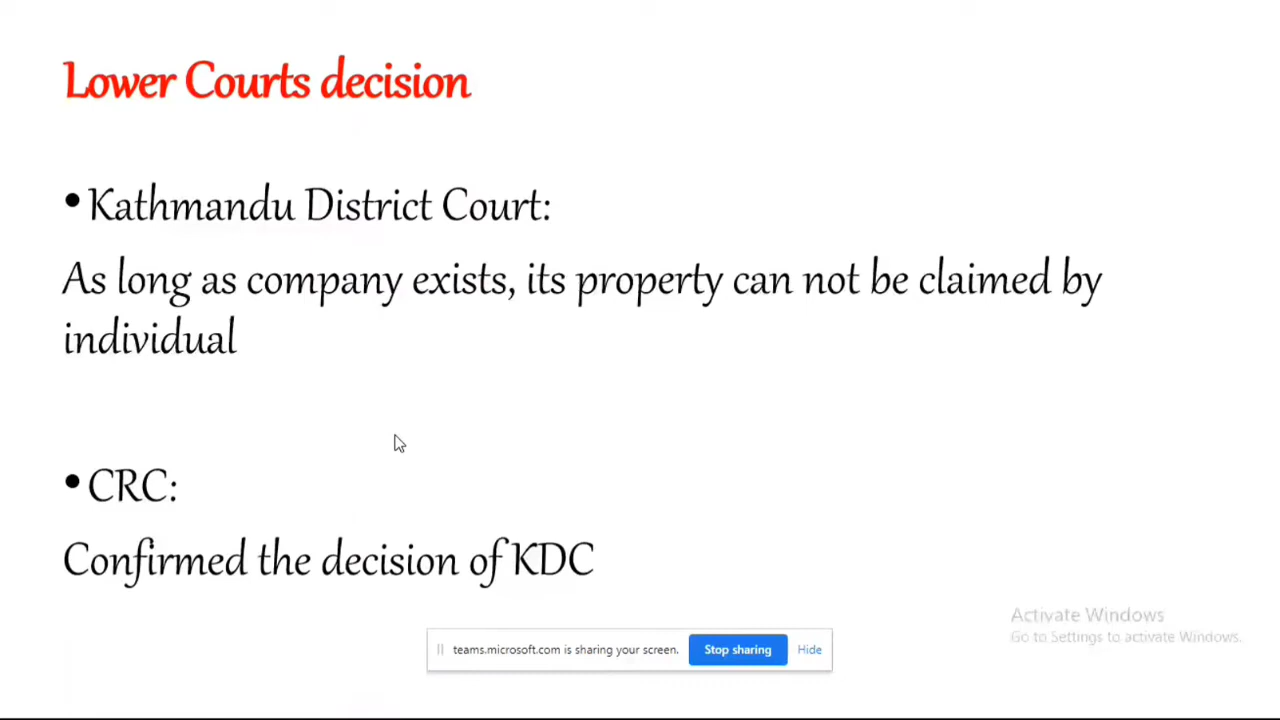 Lower Courts decision
•Kathmandu District Court:
As long as company exists, its property can not be claimed by
individual
•CRC:
Confirmed the decision of KDC
Activate Windows
Go to Settings to activate Windows.
teams.microsoft.com is sharing your screen. Stop sharing Hide